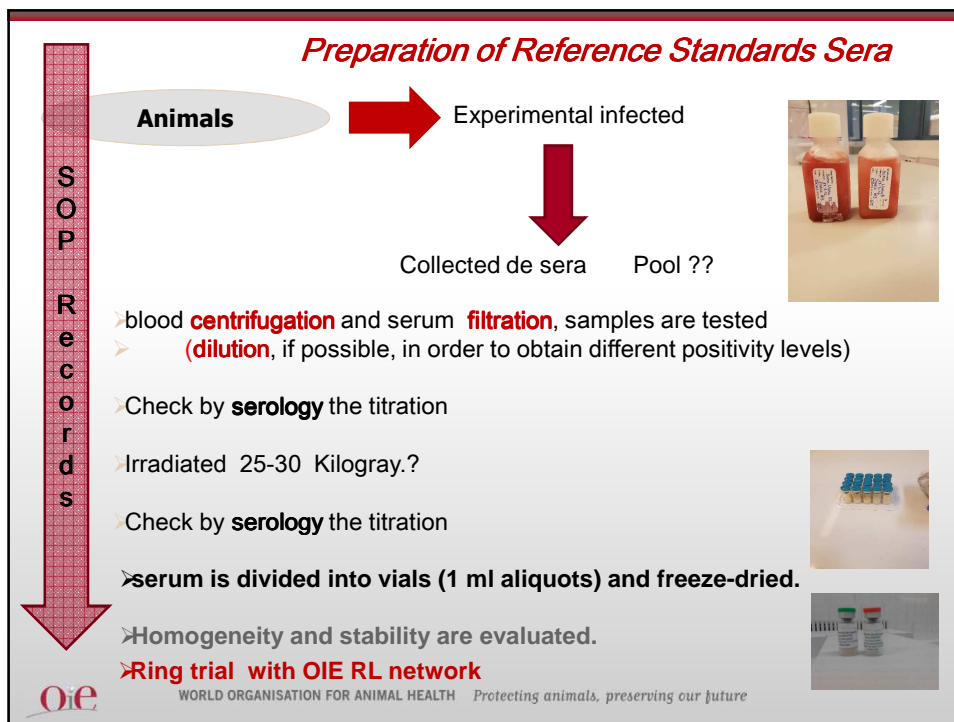 Preparation of Reference Standards Sera
Animals
Experimental infected
SOP Records
Collected de sera Pool ??
➢blood centrifugation and serum filtration, samples are tested
➢ (dilution, if possible, in order to obtain different positivity levels)
➢Check by serology the titration
➢Irradiated 25-30 Kilogray.?
➢Check by serology the titration
➢serum is divided into vials (1 ml aliquots) and freeze-dried.
➢Homogeneity and stability are evaluated.
➢Ring trial with OIE RL network
Oie WORLD ORGANISATION FOR ANIMAL HEALTH Protecting animals, preserving our future